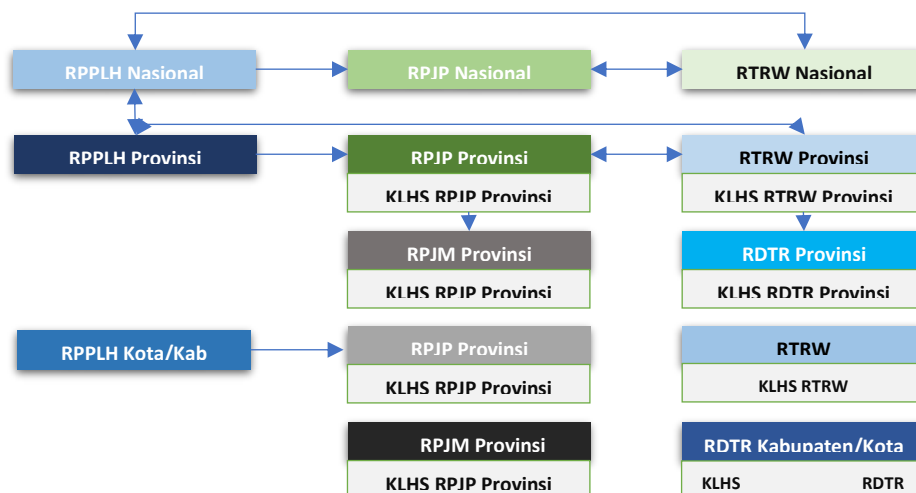 RPPLH Nasional
RPJP Nasional
RTRW Nasional
RPPLH Provinsi
RPJP Provinsi
RTRW Provinsi
KLHS RPJP Provinsi
KLHS RTRW Provinsi
RPJM Provinsi
RDTR Provinsi
KLHS RPJP Provinsi
KLHS RDTR Provinsi
RPPLH Kota/Kab
RPJP Provinsi
RTRW
KLHS RPJP Provinsi
KLHS RTRW
RPJM Provinsi
RDTR Kabupaten/Kota
KLHS RPJP Provinsi
KLHS RDTR